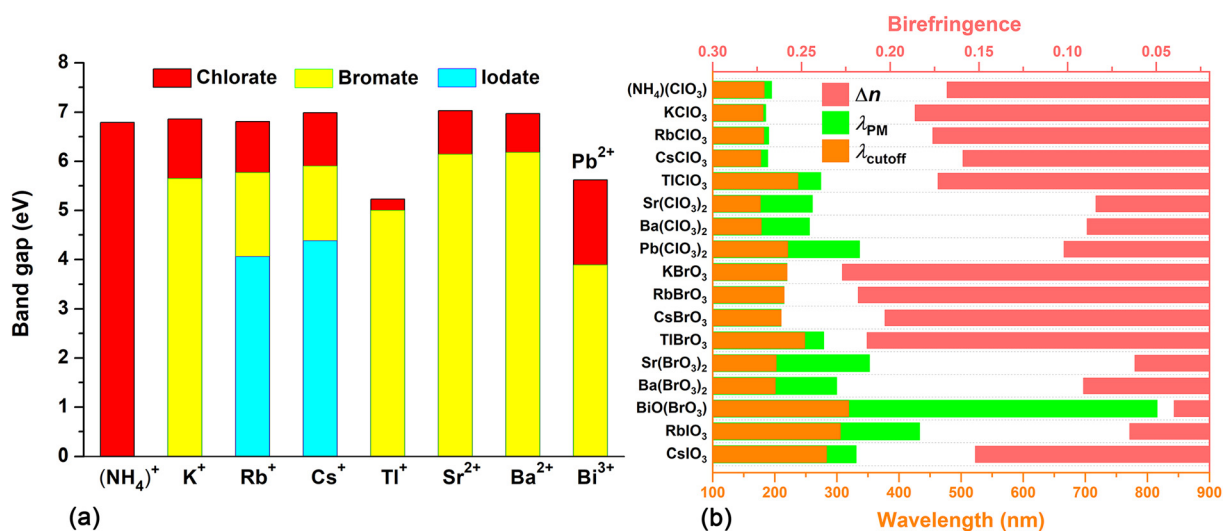 Chlorate Bromate Iodate
Band gap (eV)
8
7
6
5
4
3
2
1
0
Pb²⁺
(NH₄)⁺ K⁺ Rb⁺ Cs⁺ Tl⁺ Sr²⁺ Ba²⁺ Bi³⁺
(a)
Birefringence
0.30 0.25 0.20 0.15 0.10 0.05
Δn
λPM
λcutoff
(NH₄)(ClO₃)
KClO₃
RbClO₃
CsClO₃
TlClO₃
Sr(ClO₃)₂
Ba(ClO₃)₂
Pb(ClO₃)₂
KBrO₃
RbBrO₃
CsBrO₃
TlBrO₃
Sr(BrO₃)₂
Ba(BrO₃)₂
BiO(BrO₃)
RbIO₃
CsIO₃
100 200 300 400 500 600 700 800 900
(b) Wavelength (nm)